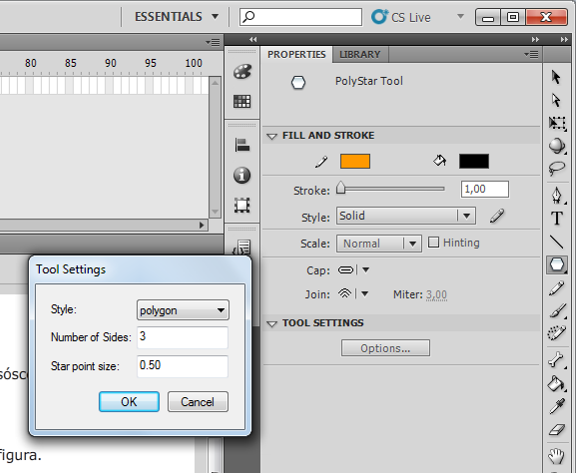 ESSENTIALS
CS Live
80 85 90 95 100
PROPERTIES LIBRARY
PolyStar Tool
FILL AND STROKE
Stroke: 1,00
Style: Solid
Scale: Normal Hinting
Cap:
Join: Miter: 3,00
TOOL SETTINGS
Options...
Tool Settings
Style: polygon
Number of Sides: 3
Star point size: 0.50
OK Cancel
sósc
figura.